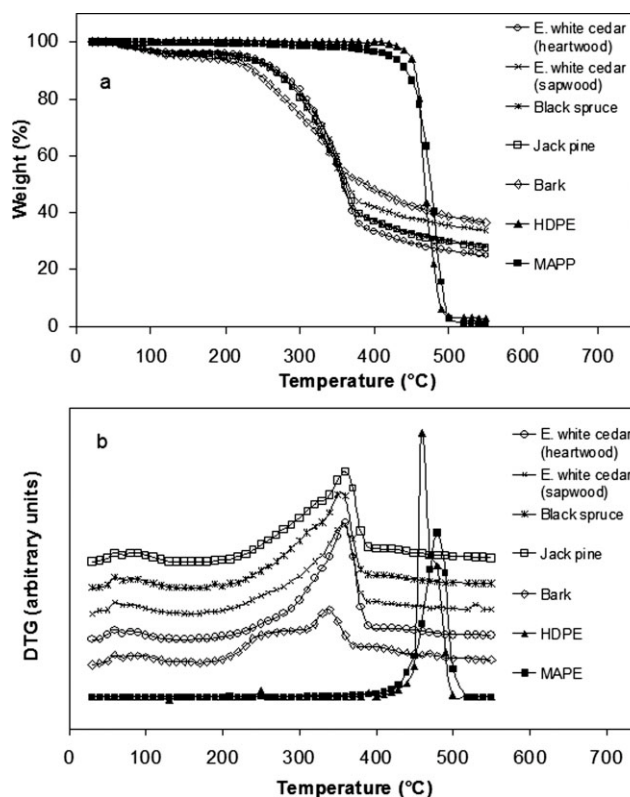 100
80
60
40
20
0
Weight (%)
a
0 100 200 300 400 500 600 700
Temperature (°C)
E. white cedar
(heartwood)
E. white cedar
(sapwood)
Black spruce
Jack pine
Bark
HDPE
MAPP
b
DTG (arbitrary units)
0 100 200 300 400 500 600 700
Temperature (°C)
E. white cedar
(heartwood)
E. white cedar
(sapwood)
Black spruce
Jack pine
Bark
HDPE
MAPE